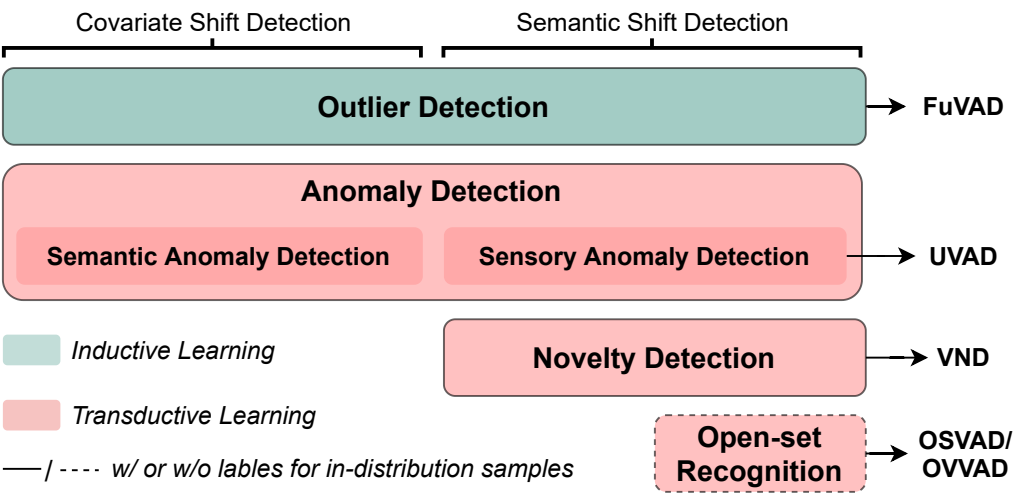 Covariate Shift Detection
Semantic Shift Detection
Outlier Detection
FuVAD
Anomaly Detection
Semantic Anomaly Detection
Sensory Anomaly Detection
UVAD
Inductive Learning
Novelty Detection
VND
Transductive Learning
Open-set
Recognition
OSVAD/
OVVAD
/ w/ or w/o lables for in-distribution samples